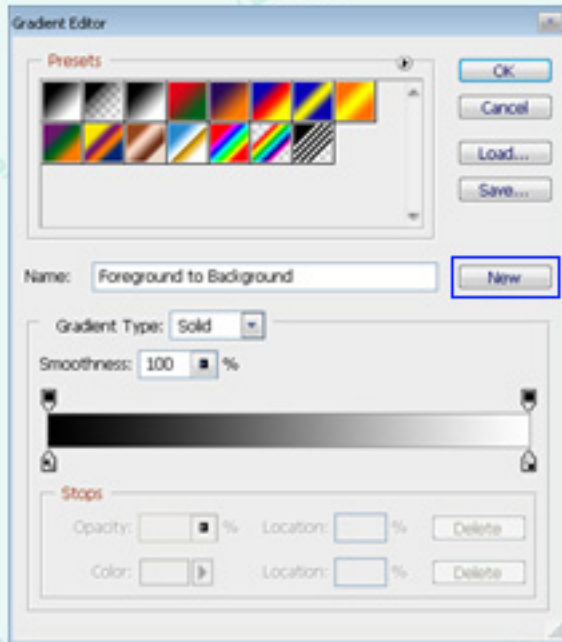 Gradient Editor
Presets
OK
Cancel
Load...
Save...
Name: Foreground to Background New
Gradient Type: Solid
Smoothness: 100 %
Stops
Opacity: % Location: % Delete
Color: Location: % Delete